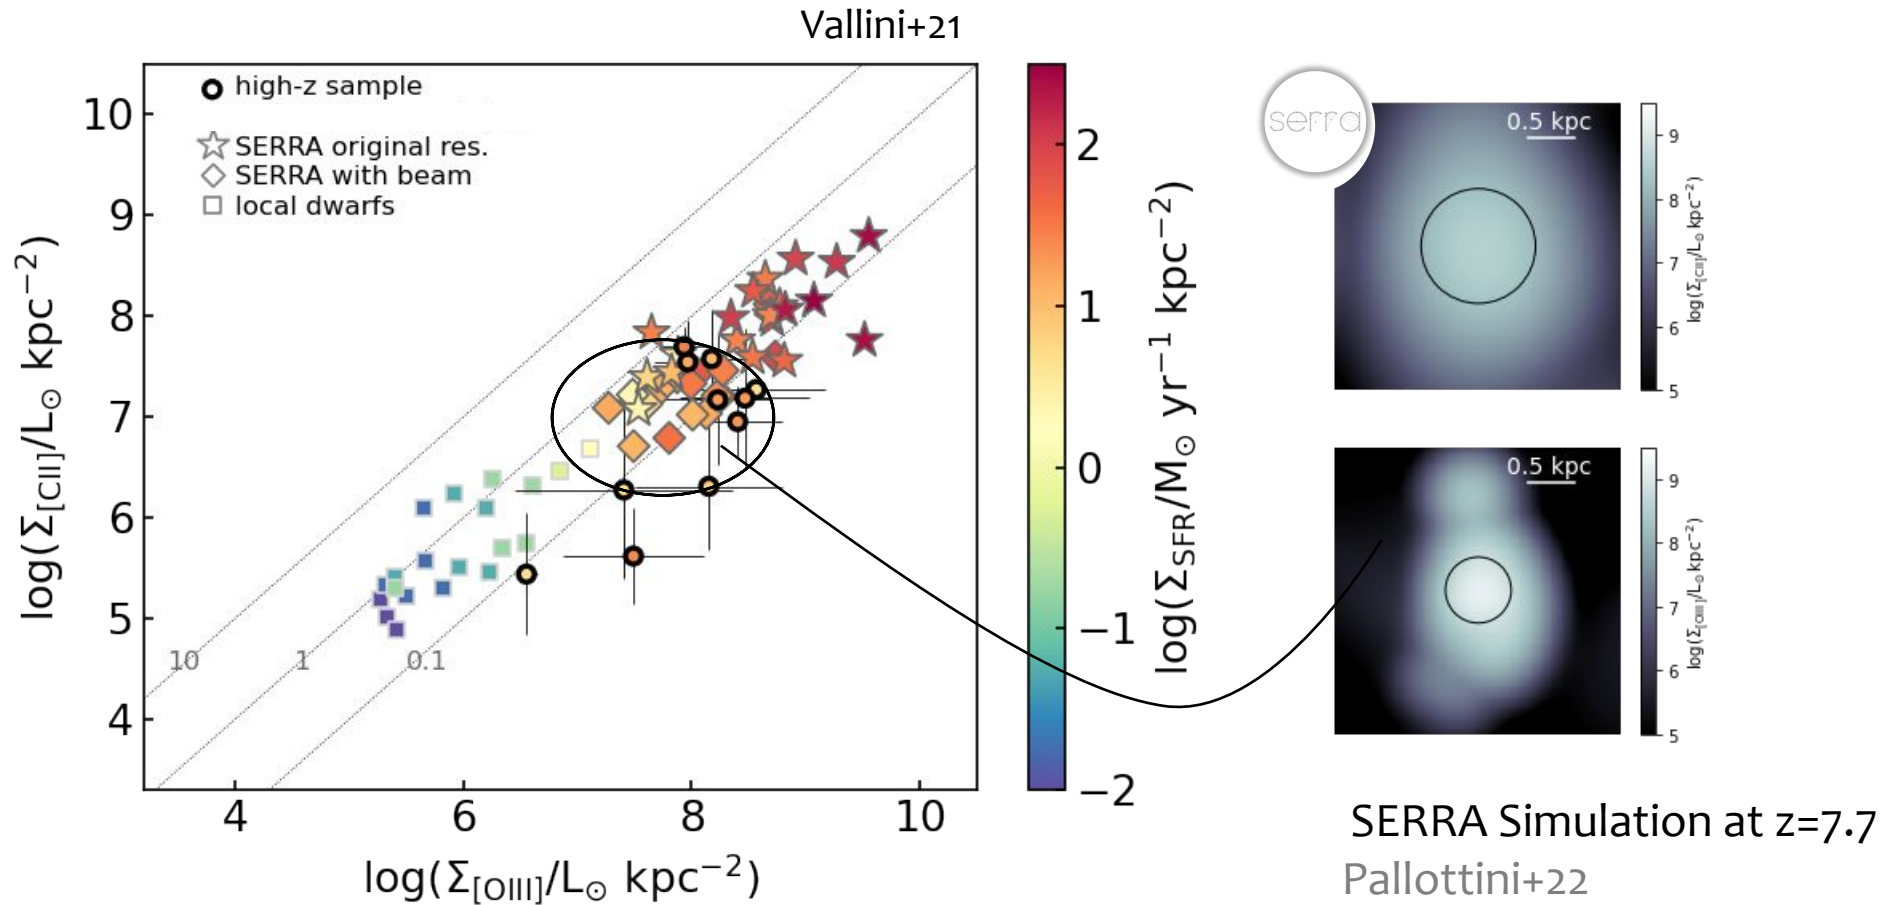 Vallini+21
high-z sample
SERRA original res.
SERRA with beam
local dwarfs
10
9
8
7
6
5
4
10
1
0.1
4
6
8
10
log(Σ[CII]/L⊙ kpc−2)
log(Σ[OIII]/L⊙ kpc−2)
2
1
0
−1
−2
log(ΣSFR/M⊙ yr−1 kpc−2)
serra
0.5 kpc
9
8
7
6
5
log(Σ[CII]/L⊙ kpc−2)
0.5 kpc
9
8
7
6
5
log(Σ[OIII]/L⊙ kpc−2)
SERRA Simulation at z=7.7
Pallottini+22